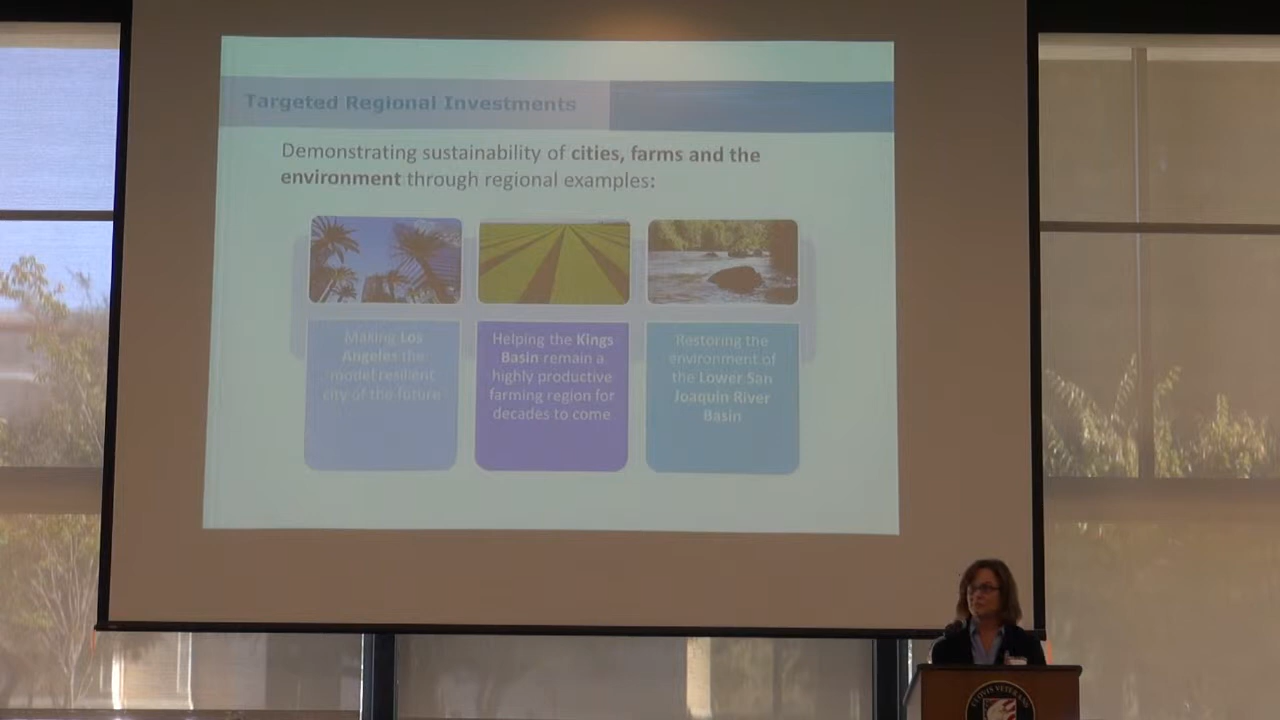 Targeted Regional Investments
Demonstrating sustainability of cities, farms and the
environment through regional examples:
Making Los
Angeles the
model resilient
city of the future
Helping the Kings
Basin remain a
highly productive
farming region for
decades to come
Restoring the
environment of
the Lower San
Joaquin River
Basin
CLOVIS VETERANS